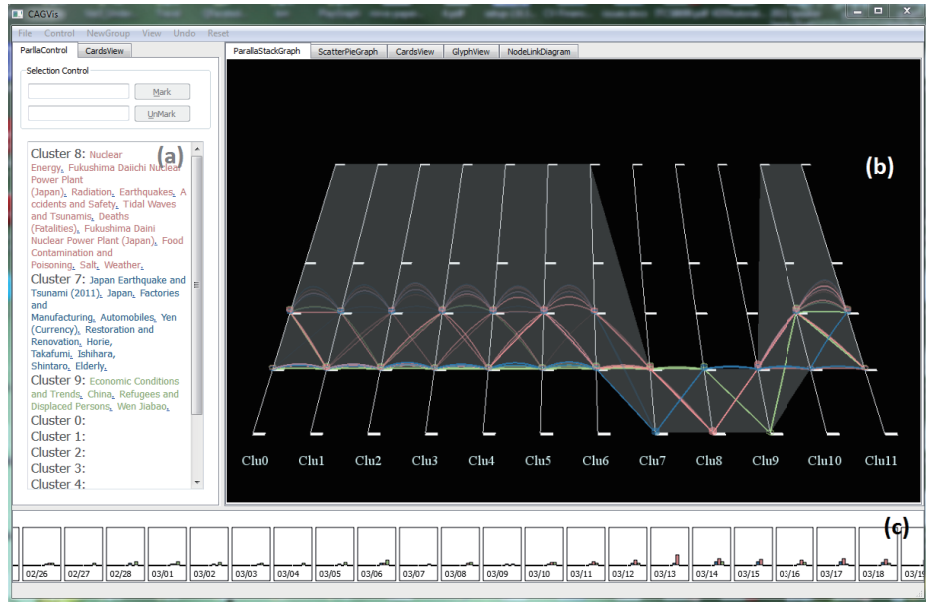 CAGVis
File Control NewGroup View Undo Reset
ParllaControl CardsView
ParallaStackGraph ScatterPieGraph CardsView GlyphView NodeLinkDiagram
Selection Control
Mark
UnMark
(a)
Cluster 8: Nuclear
Energy, Fukushima Daiichi Nuclear
Power Plant
(Japan), Radiation, Earthquakes, A
ccidents and Safety, Tidal Waves
and Tsunamis, Deaths
(Fatalities), Fukushima Daini
Nuclear Power Plant (Japan), Food
Contamination and
Poisoning, Salt, Weather,
Cluster 7: Japan Earthquake and
Tsunami (2011), Japan, Factories
and
Manufacturing, Automobiles, Yen
(Currency), Restoration and
Renovation, Horie,
Takafumi, Ishihara,
Shintaro, Elderly,
Cluster 9: Economic Conditions
and Trends, China, Refugees and
Displaced Persons, Wen Jiabao,
Cluster 0:
Cluster 1:
Cluster 2:
Cluster 3:
Cluster 4:
(b)
Clu0 Clu1 Clu2 Clu3 Clu4 Clu5 Clu6 Clu7 Clu8 Clu9 Clu10 Clu11
(c)
02/26 02/27 02/28 03/01 03/02 03/03 03/04 03/05 03/06 03/07 03/08 03/09 03/10 03/11 03/12 03/13 03/14 03/15 03/16 03/17 03/18 03/19